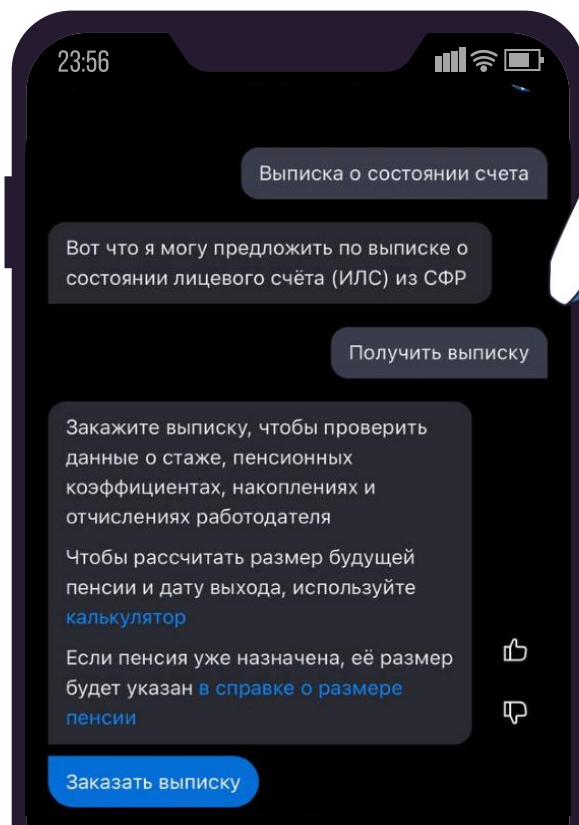 23:56
Выписка о состоянии счета
Вот что я могу предложить по выписке о
состоянии лицевого счёта (ИЛС) из СФР
Получить выписку
Закажите выписку, чтобы проверить
данные о стаже, пенсионных
коэффициентах, накоплениях и
отчислениях работодателя
Чтобы рассчитать размер будущей
пенсии и дату выхода, используйте
калькулятор
Если пенсия уже назначена, её размер
будет указан в справке о размере
пенсии
Заказать выписку